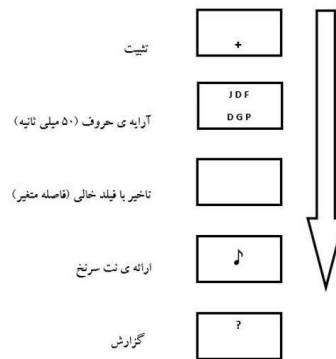 تثبیت
+
آرایه ی حروف (۵۰ میلی ثانیه)
JDF
DGP
تاخیر با فیلد خالی (فاصله متغیر)
ارائه ی نت سرنخ
♪
گزارش
?